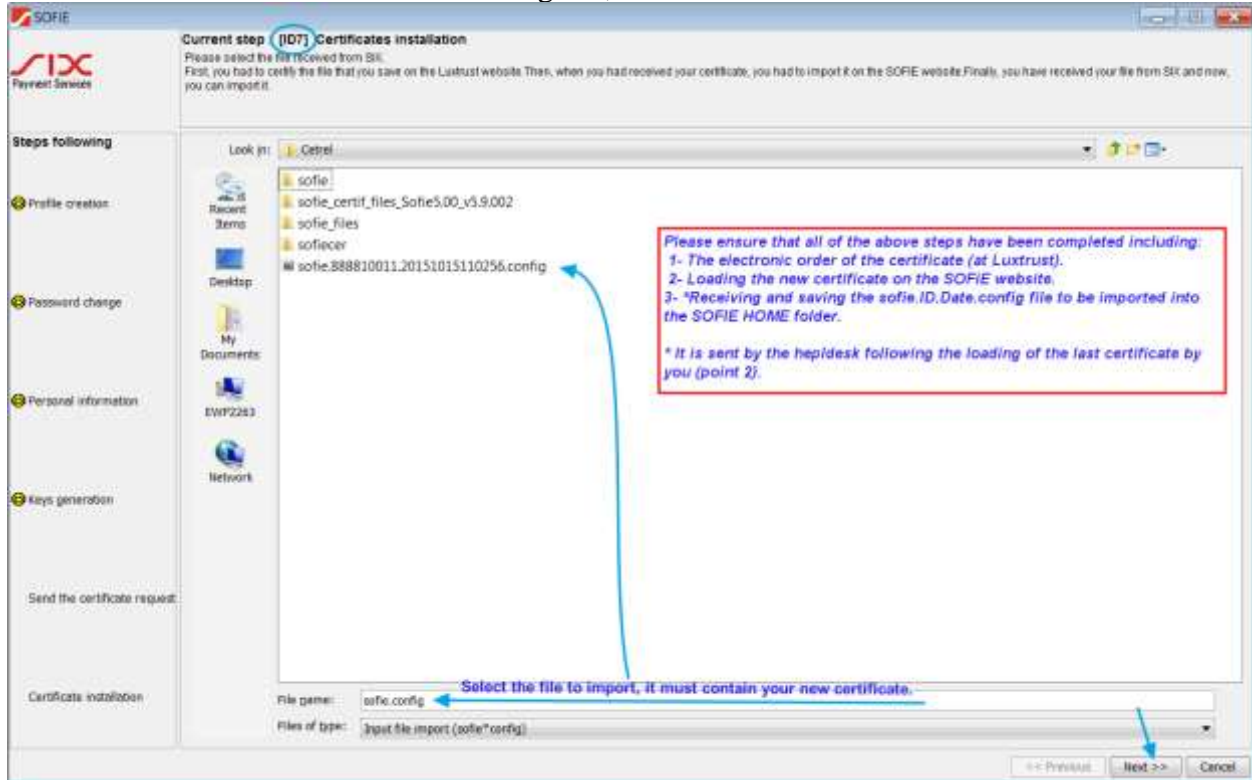 SOFIE
SIX
Payment Services
Current step [ID7] Certificates installation
Please select the file received from SIX.
First, you had to certify the file that you save on the Luxtrust website. Then, when you had received your certificate, you had to import it on the SOFIE website. Finally, you have received your file from SIX and now,
you can import it.
Steps following
Profile creation
Password change
Personal information
Keys generation
Send the certificate request
Certificate installation
Look in: Cetrel
Recent
Items
Desktop
My
Documents
EWP2263
Network
sofie
sofie_certif_files_Sofie5.00_v5.9.002
sofie_files
sofiecer
sofie.888810011.20151015110256.config
Please ensure that all of the above steps have been completed including:
1- The electronic order of the certificate (at Luxtrust).
2- Loading the new certificate on the SOFiE website.
3- *Receiving and saving the sofie.ID.Date.config file to be imported into
the SOFIE HOME folder.
* It is sent by the hepldesk following the loading of the last certificate by
you (point 2).
Select the file to import, it must contain your new certificate.
File name: sofie.config
Files of type: Input file import (sofie*config)
<< Previous Next >> Cancel